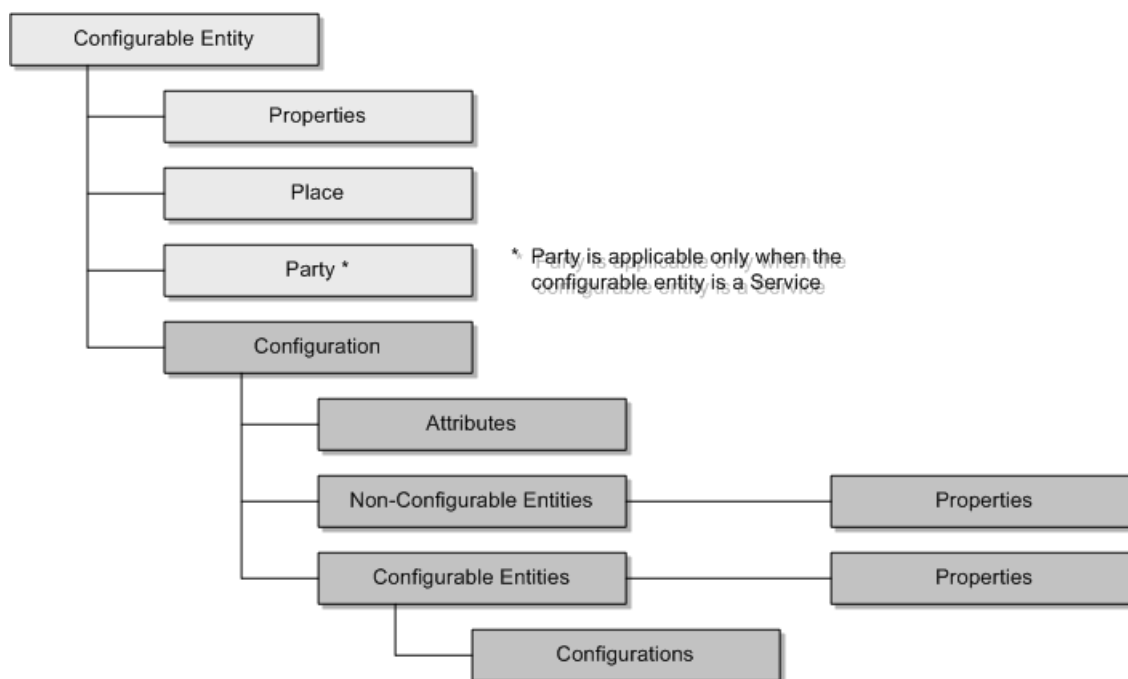 Configurable Entity
Properties
Place
Party *
* Party is applicable only when the
configurable entity is a Service
Configuration
Attributes
Non-Configurable Entities
Properties
Configurable Entities
Properties
Configurations